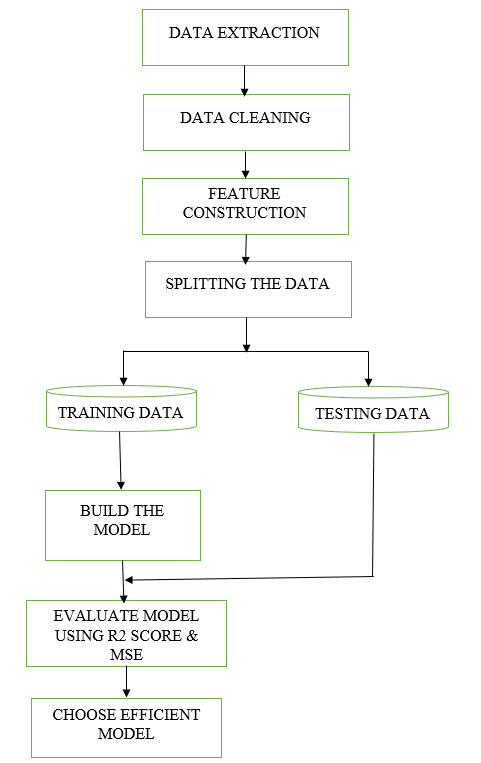 DATA EXTRACTION
DATA CLEANING
FEATURE
CONSTRUCTION
SPLITTING THE DATA
TRAINING DATA
TESTING DATA
BUILD THE
MODEL
EVALUATE MODEL
USING R2 SCORE &
MSE
CHOOSE EFFICIENT
MODEL